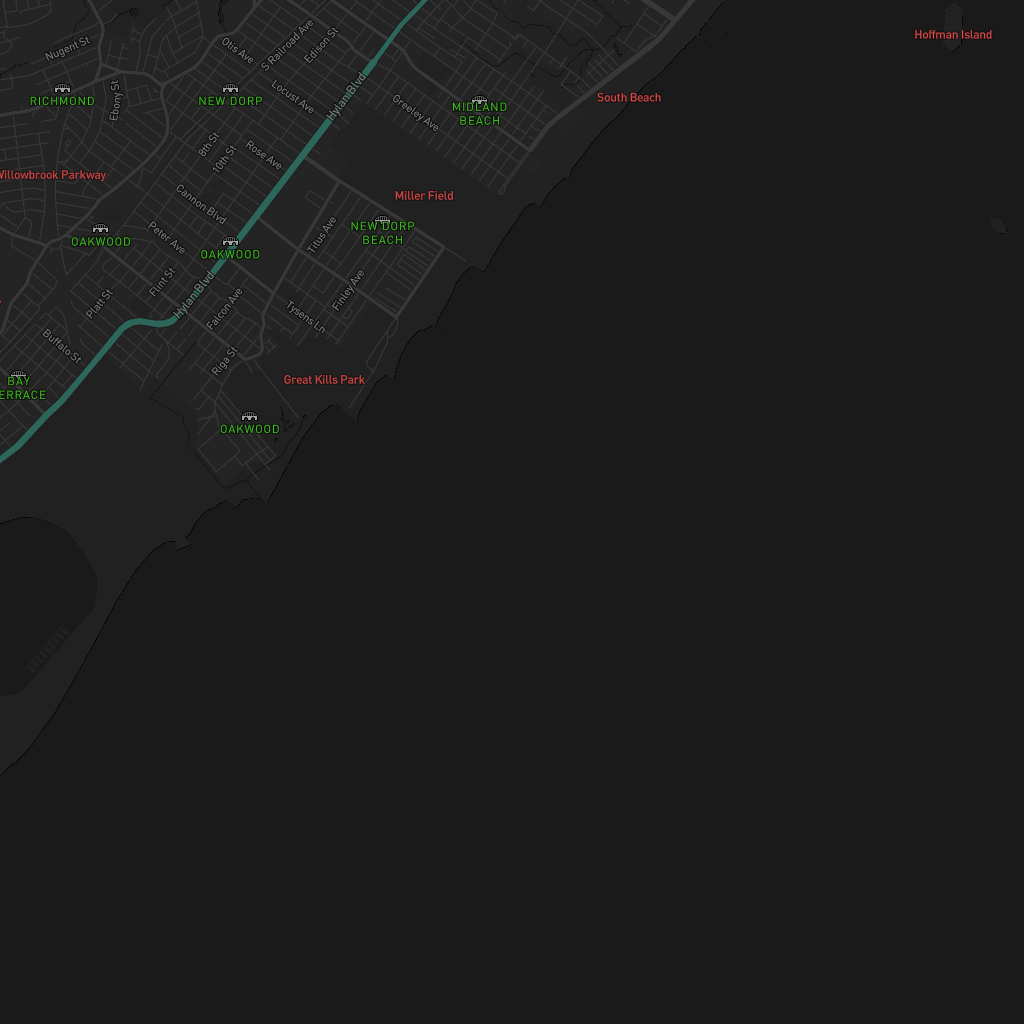 Hoffman Island
Nugent St
Otis Ave
S Railroad Ave
Edison St
RICHMOND
Ebony St
NEW DORP
Locust Ave
Hylan Blvd
Greeley Ave
MIDLAND
BEACH
South Beach
8th St
10th St
Rose Ave
Willowbrook Parkway
Cannon Blvd
Miller Field
OAKWOOD
Peter Ave
OAKWOOD
Titus Ave
NEW DORP
BEACH
Platt St
Flint St
Hylan Blvd
Falcon Ave
Tysens Ln
Finley Ave
Buffalo St
Riga St
BAY
ERRACE
Great Kills Park
OAKWOOD